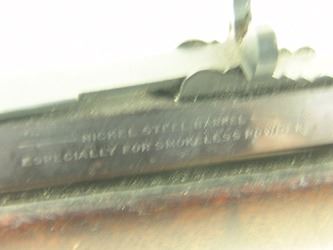 NICKEL STEEL BARREL
ESPECIALLY FOR SMOKELESS POWDER